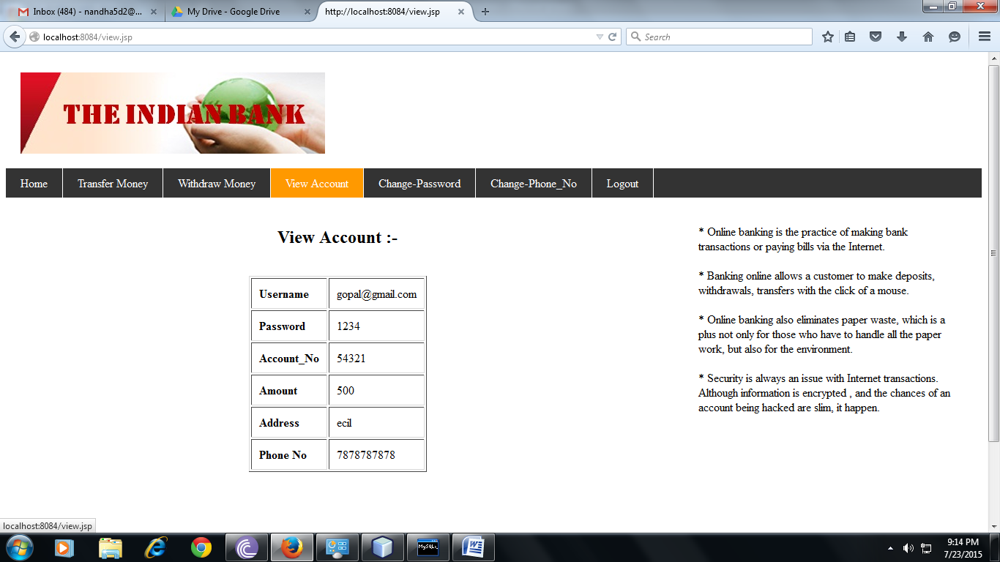 Inbox (484) - nandha5d2@...
My Drive - Google Drive
http://localhost:8084/view.jsp
localhost:8084/view.jsp
Search
THE INDIAN BANK
Home
Transfer Money
Withdraw Money
View Account
Change-Password
Change-Phone_No
Logout
View Account :-
Username gopal@gmail.com
Password 1234
Account_No 54321
Amount 500
Address ecil
Phone No 7878787878
* Online banking is the practice of making bank
transactions or paying bills via the Internet.
* Banking online allows a customer to make deposits,
withdrawals, transfers with the click of a mouse.
* Online banking also eliminates paper waste, which is a
plus not only for those who have to handle all the paper
work, but also for the environment.
* Security is always an issue with Internet transactions.
Although information is encrypted , and the chances of an
account being hacked are slim, it happen.
localhost:8084/view.jsp
9:14 PM
7/23/2015